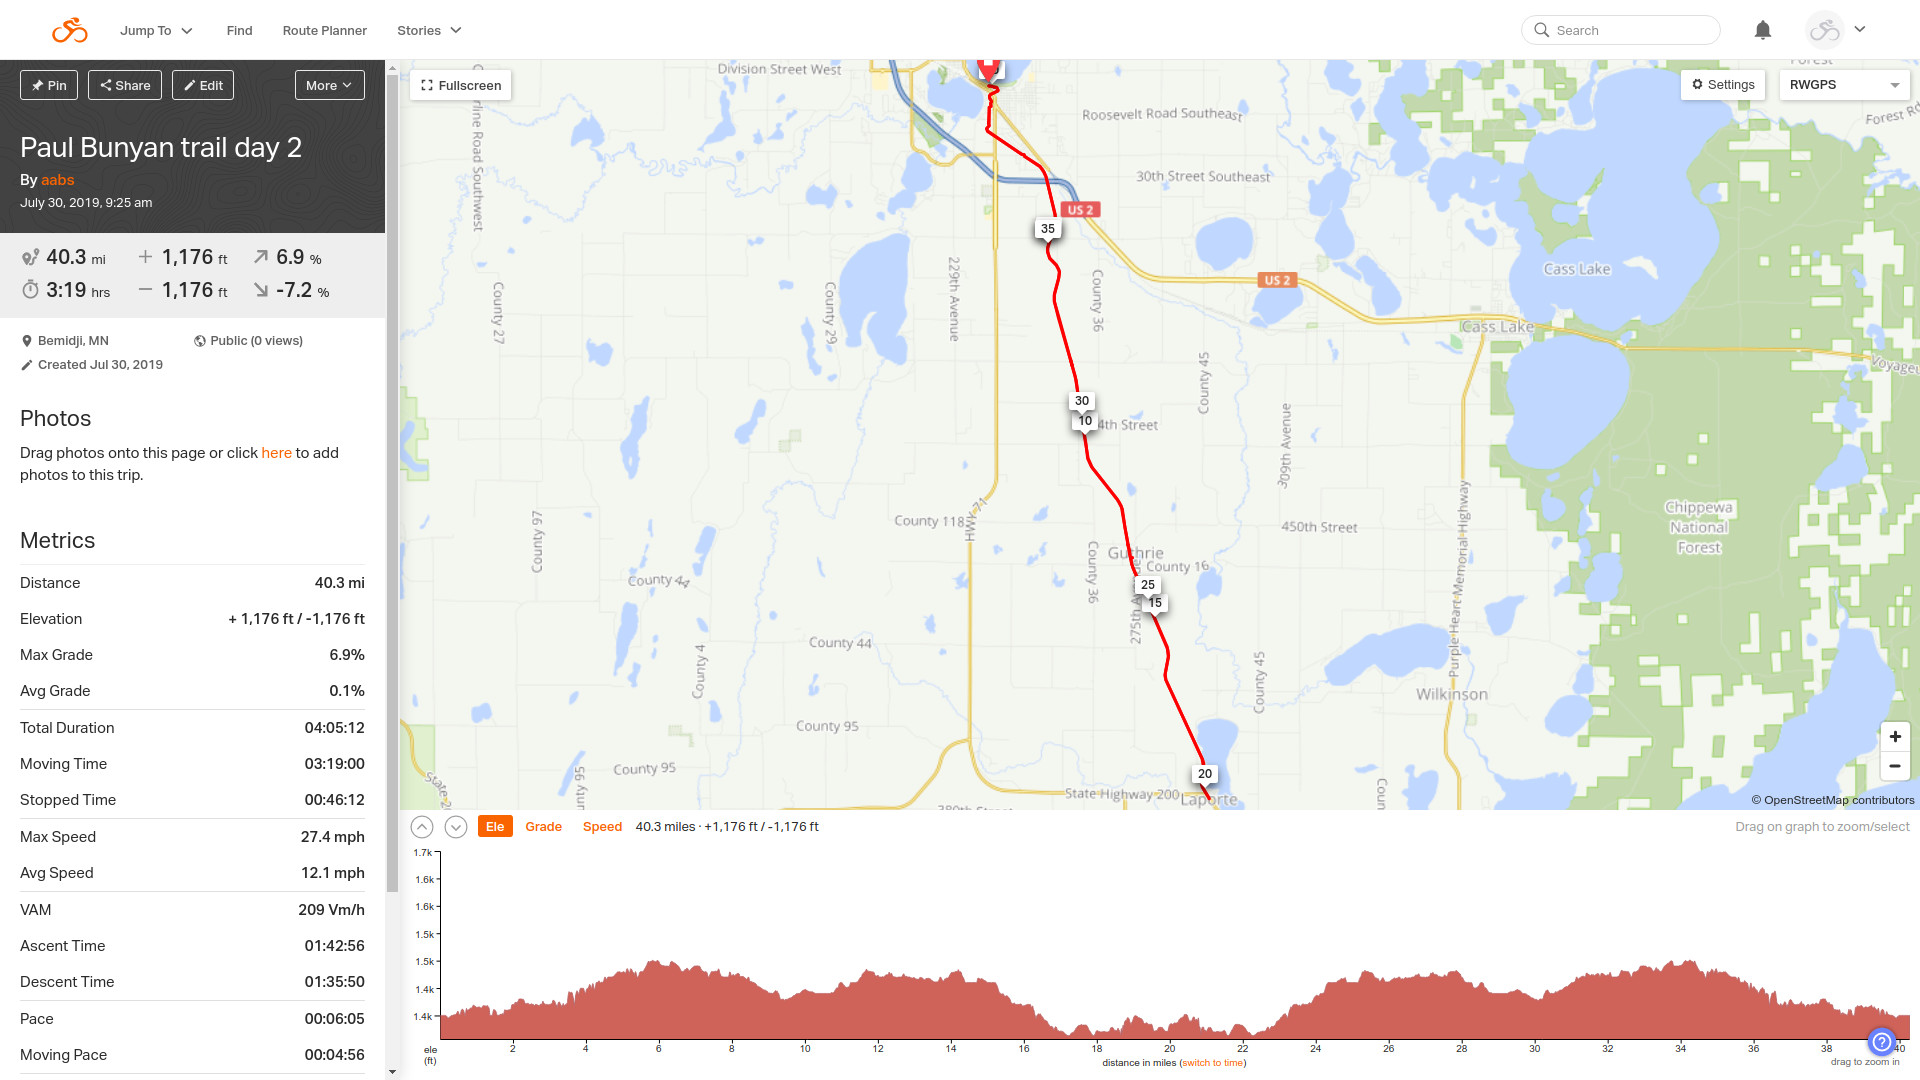 Jump To
Find
Route Planner
Stories
Search
Pin
Share
Edit
More
Paul Bunyan trail day 2
By aabs
July 30, 2019, 9:25 am
40.3 mi
1,176 ft
6.9 %
3:19 hrs
1,176 ft
-7.2 %
Bemidji, MN
Public (0 views)
Created Jul 30, 2019
Photos
Drag photos onto this page or click here to add
photos to this trip.
Metrics
Distance 40.3 mi
Elevation + 1,176 ft / -1,176 ft
Max Grade 6.9%
Avg Grade 0.1%
Total Duration 04:05:12
Moving Time 03:19:00
Stopped Time 00:46:12
Max Speed 27.4 mph
Avg Speed 12.1 mph
VAM 209 Vm/h
Ascent Time 01:42:56
Descent Time 01:35:50
Pace 00:06:05
Moving Pace 00:04:56
Fullscreen
Settings
RWGPS
Division Street West
Roosevelt Road Southeast
Forest
Forest Rd
30th Street Southeast
US 2
35
229th Avenue
County 27
County 29
County 36
US 2
Cass Lake
Cass Lake
Voyageu
County 45
309th Avenue
30
10
4th Street
County 118
HWY 71
450th Street
Chippewa
National
Forest
County 97
County 44
County 36
Guthrie
County 16
25
15
275th A
Purple Heart Memorial Highway
County 44
County 4
County 45
Wilkinson
County 95
County 95
unty 95
State 2
20
State Highway 200
Laporte
380th Street
County
+
−
© OpenStreetMap contributors
Ele
Grade
Speed
40.3 miles · +1,176 ft / -1,176 ft
Drag on graph to zoom/select
1.7k
1.6k
1.6k
1.5k
1.5k
1.4k
1.4k
ele
(ft)
2 4 6 8 10 12 14 16 18 20 22 24 26 28 30 32 34 36 38 40
distance in miles (switch to time)
drag to zoom in